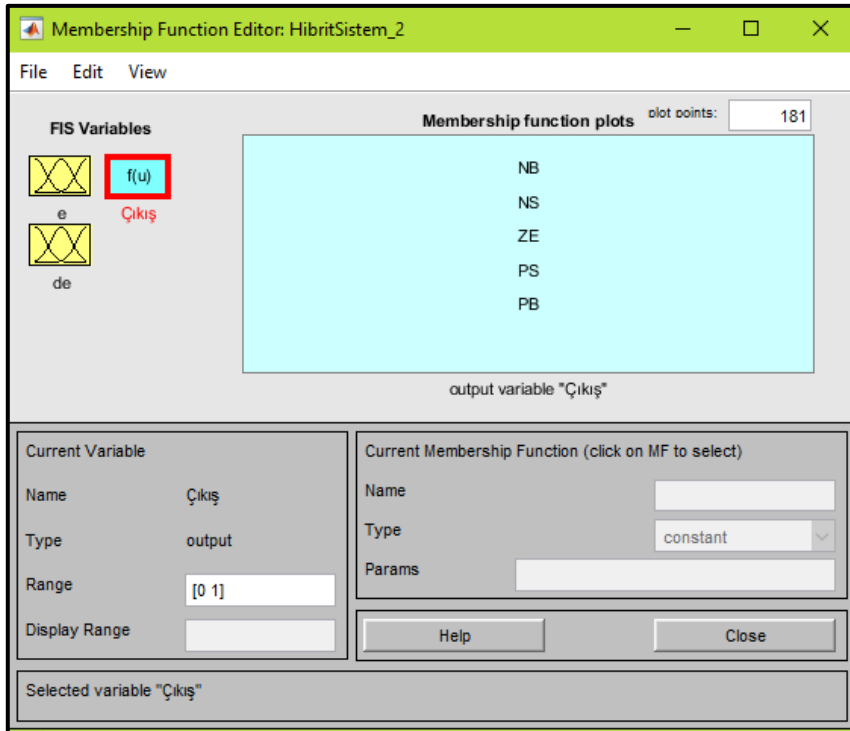 Membership Function Editor: HibritSistem_2
File Edit View
FIS Variables
f(u)
e
Çıkış
de
Membership function plots
plot points:
181
NB
NS
ZE
PS
PB
output variable "Çıkış"
Current Variable
Name Çıkış
Type output
Range [0 1]
Display Range
Current Membership Function (click on MF to select)
Name
Type constant
Params
Help Close
Selected variable "Çıkış"